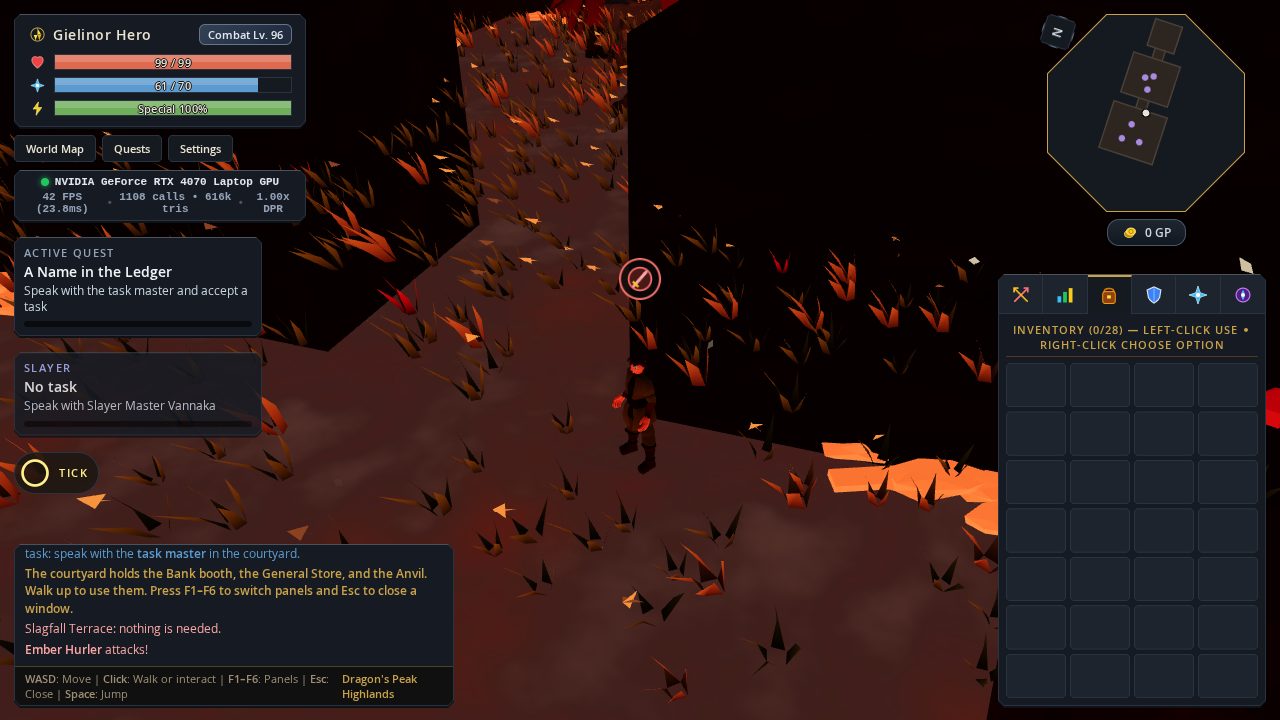 Gielinor Hero
Combat Lv. 96
99 / 99
61 / 70
Special 100%
World Map
Quests
Settings
NVIDIA GeForce RTX 4070 Laptop GPU
42 FPS (23.8ms) • 1108 calls • 616k tris • 1.00x DPR
ACTIVE QUEST
A Name in the Ledger
Speak with the task master and accept a
task
SLAYER
No task
Speak with Slayer Master Vannaka
TICK
task: speak with the task master in the courtyard.
The courtyard holds the Bank booth, the General Store, and the Anvil.
Walk up to use them. Press F1–F6 to switch panels and Esc to close a
window.
Slagfall Terrace: nothing is needed.
Ember Hurler attacks!
WASD: Move | Click: Walk or interact | F1–F6: Panels | Esc:
Close | Space: Jump
Dragon's Peak
Highlands
N
0 GP
INVENTORY (0/28) — LEFT-CLICK USE •
RIGHT-CLICK CHOOSE OPTION